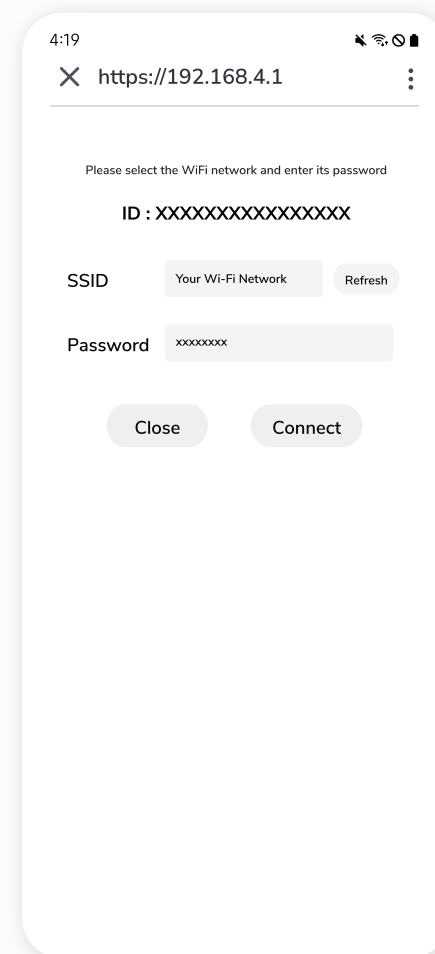 4:19
https://192.168.4.1
Please select the WiFi network and enter its password
ID : XXXXXXXXXXXXXXXX
SSID Your Wi-Fi Network Refresh
Password xxxxxxxx
Close Connect